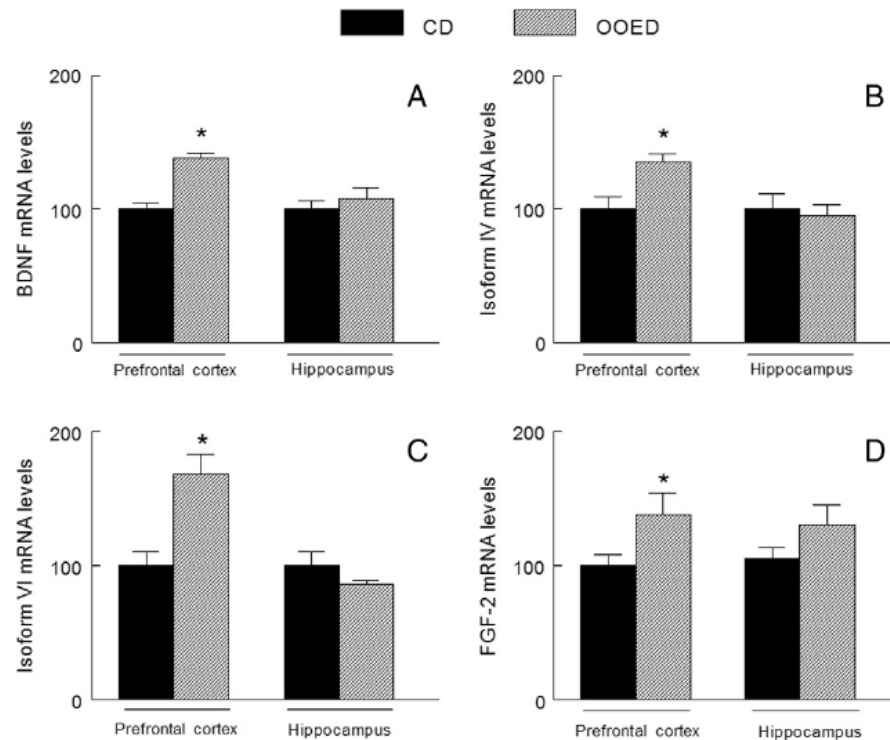 CD OOED
200
100
0
BDNF mRNA levels
*
A
Prefrontal cortex Hippocampus
200
100
0
Isoform IV mRNA levels
*
B
Prefrontal cortex Hippocampus
200
100
0
Isoform VI mRNA levels
*
C
Prefrontal cortex Hippocampus
200
100
0
FGF-2 mRNA levels
*
D
Prefrontal cortex Hippocampus